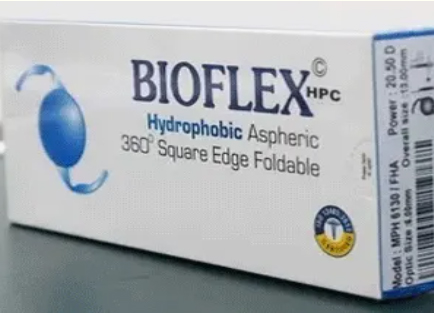 BIOFLEX©
HPC
Hydrophobic Aspheric
360° Square Edge Foldable
Model : MPH 6130 / FHA
Power : 20.50 D
Optic Size : 6.00mm
Overall size : 13.00mm